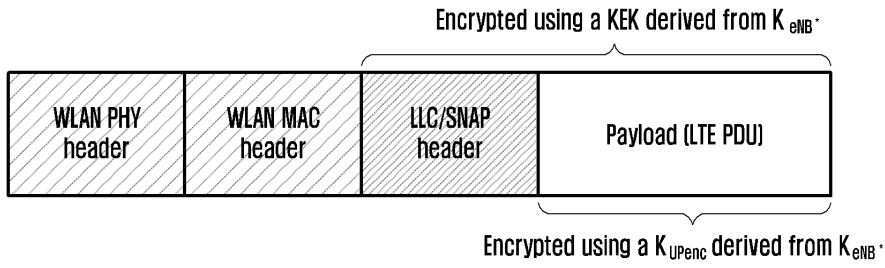 Encrypted using a KEK derived from K eNB*
WLAN PHY
header
WLAN MAC
header
LLC/SNAP
header
Payload (LTE PDU)
Encrypted using a KUPenc derived from KeNB*